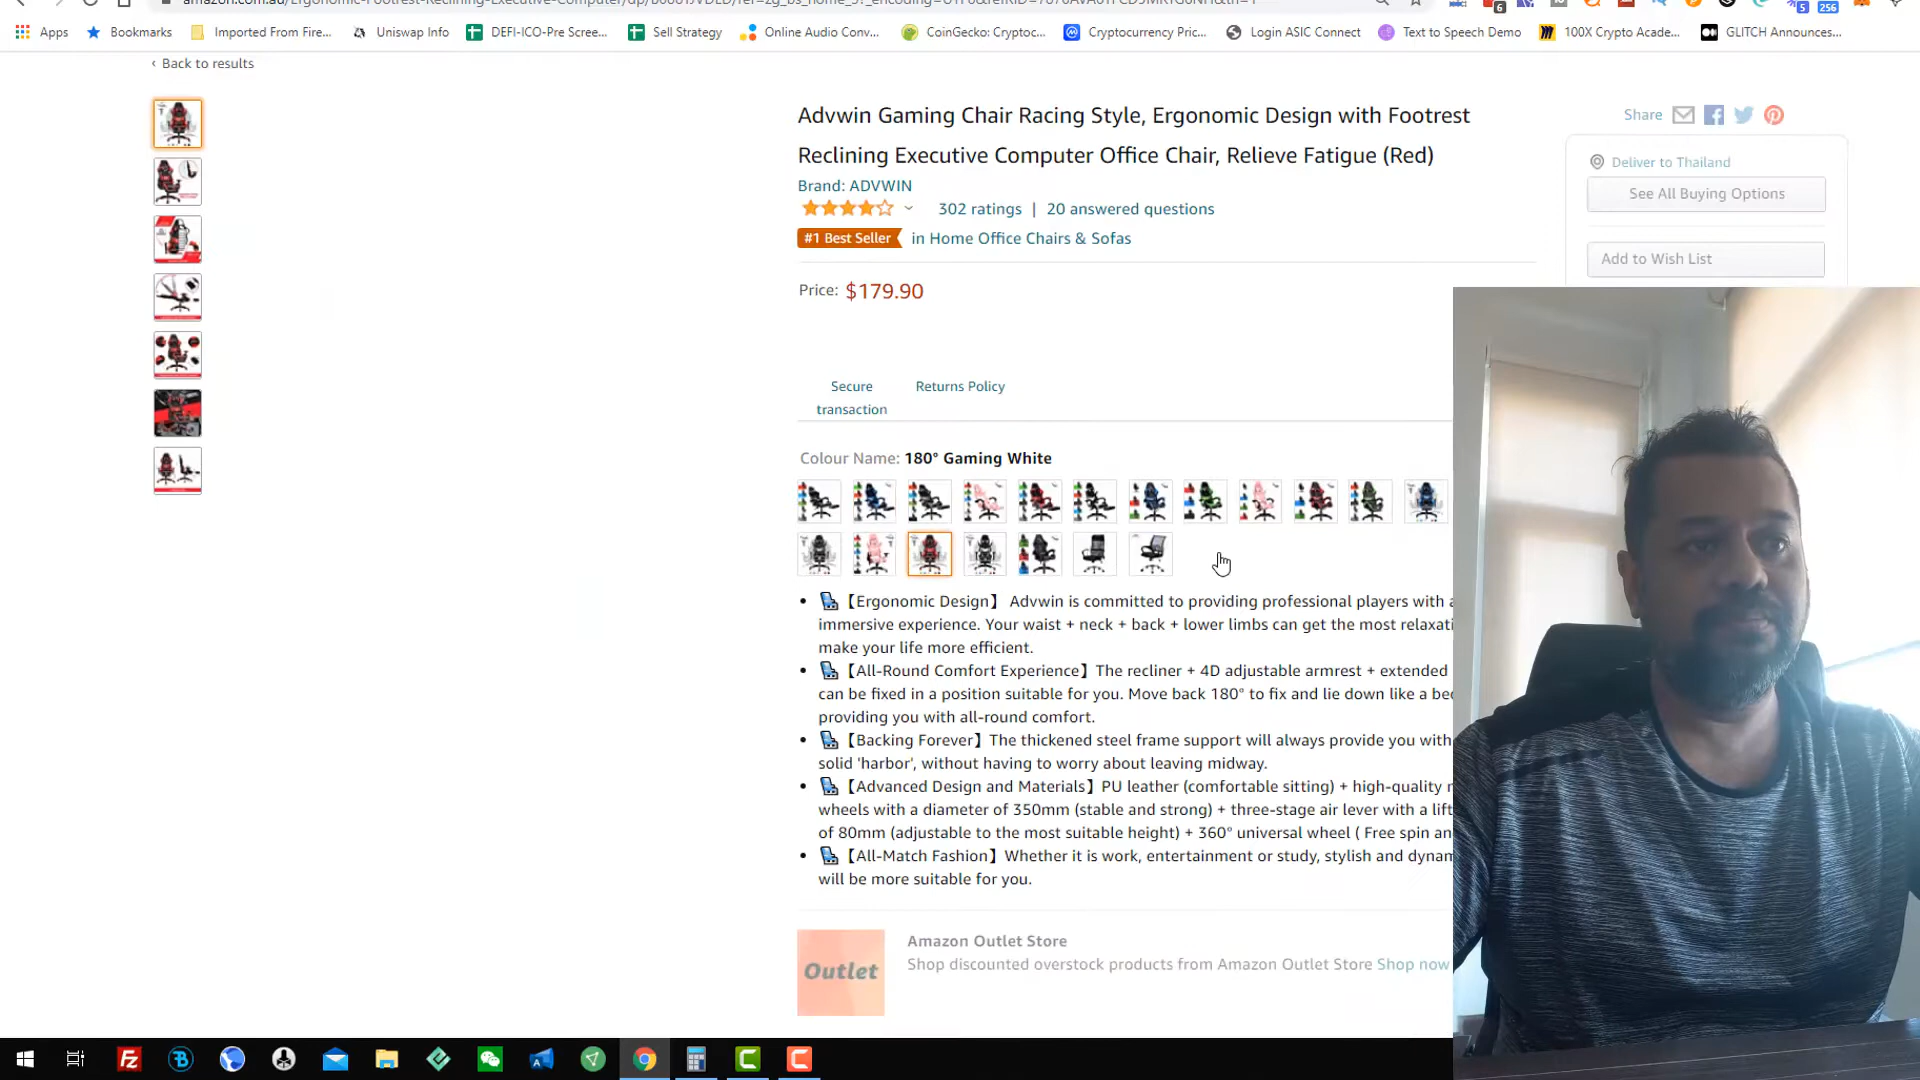 Apps
Bookmarks
Imported From Fire...
Uniswap Info
DEFI-ICO-Pre Scree...
Sell Strategy
Online Audio Conv...
CoinGecko: Cryptoc...
Cryptocurrency Pric...
Login ASIC Connect
Text to Speech Demo
100X Crypto Acade...
GLITCH Announces...
6
5
256
‹ Back to results
Advwin Gaming Chair Racing Style, Ergonomic Design with Footrest
Reclining Executive Computer Office Chair, Relieve Fatigue (Red)
Brand: ADVWIN
302 ratings | 20 answered questions
#1 Best Seller in Home Office Chairs & Sofas
Price: $179.90
Share
Deliver to Thailand
See All Buying Options
Add to Wish List
Secure
transaction
Returns Policy
Colour Name: 180° Gaming White
• 【Ergonomic Design】 Advwin is committed to providing professional players with
immersive experience. Your waist + neck + back + lower limbs can get the most
make your life more efficient.
• 【All-Round Comfort Experience】The recliner + 4D adjustable armrest + extended
can be fixed in a position suitable for you. Move back 180° to fix and lie down like a
providing you with all-round comfort.
• 【Backing Forever】The thickened steel frame support will always provide you with
solid 'harbor', without having to worry about leaving midway.
• 【Advanced Design and Materials】PU leather (comfortable sitting) + high-quality
wheels with a diameter of 350mm (stable and strong) + three-stage air lever with a
of 80mm (adjustable to the most suitable height) + 360° universal wheel ( Free spin
• 【All-Match Fashion】Whether it is work, entertainment or study, stylish and
will be more suitable for you.
Outlet
Amazon Outlet Store
Shop discounted overstock products from Amazon Outlet Store Shop now